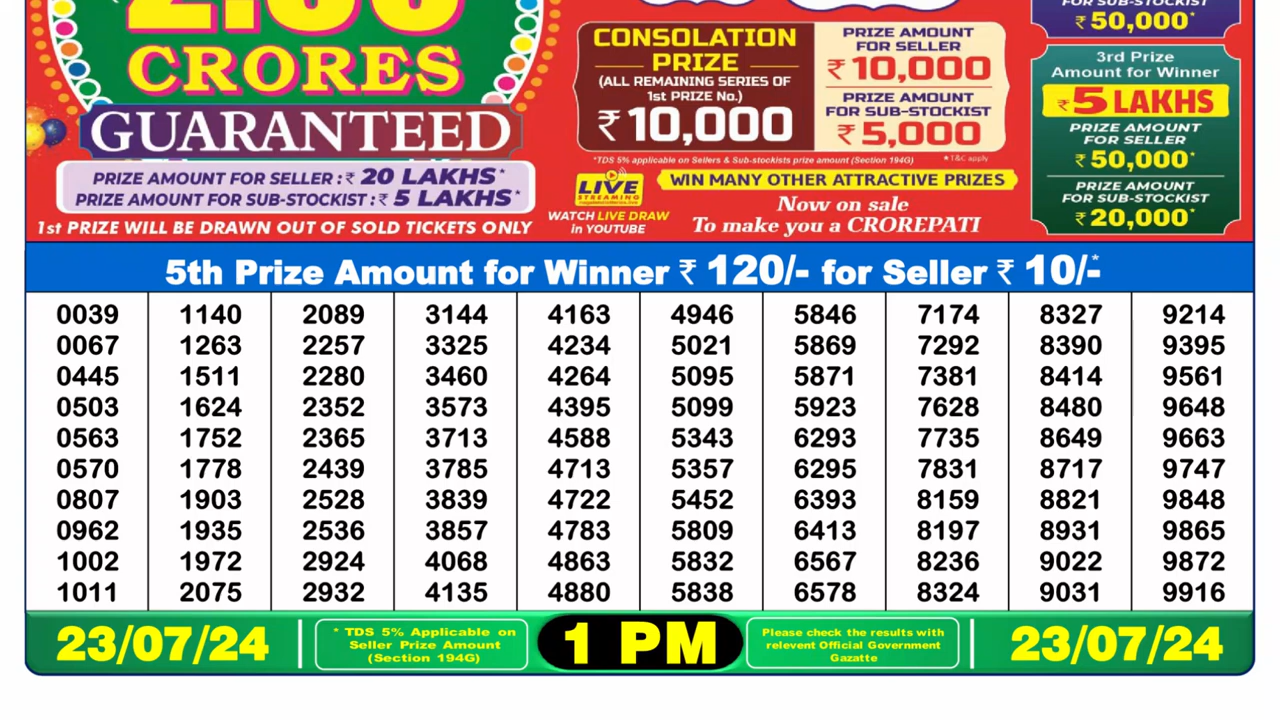 CRORES
GUARANTEED
PRIZE AMOUNT FOR SELLER :₹ 20 LAKHS*
PRIZE AMOUNT FOR SUB-STOCKIST :₹ 5 LAKHS*
1st PRIZE WILL BE DRAWN OUT OF SOLD TICKETS ONLY
CONSOLATION
PRIZE
(ALL REMAINING SERIES OF
1st PRIZE No.)
₹ 10,000
PRIZE AMOUNT
FOR SELLER
₹ 10,000
PRIZE AMOUNT
FOR SUB-STOCKIST
₹ 5,000
*TDS 5% applicable on Sellers & Sub-stockists prize amount (Section 194G)
★T&C apply
LIVE
STREAMING
WATCH LIVE DRAW
in YOUTUBE
WIN MANY OTHER ATTRACTIVE PRIZES
Now on sale
To make you a CROREPATI
FOR SUB-STOCKIST
₹ 50,000*
3rd Prize
Amount for Winner
₹ 5 LAKHS
PRIZE AMOUNT
FOR SELLER
₹ 50,000*
PRIZE AMOUNT
FOR SUB-STOCKIST
₹ 20,000*
5th Prize Amount for Winner ₹ 120/- for Seller ₹ 10/-*
0039 1140 2089 3144 4163 4946 5846 7174 8327 9214
0067 1263 2257 3325 4234 5021 5869 7292 8390 9395
0445 1511 2280 3460 4264 5095 5871 7381 8414 9561
0503 1624 2352 3573 4395 5099 5923 7628 8480 9648
0563 1752 2365 3713 4588 5343 6293 7735 8649 9663
0570 1778 2439 3785 4713 5357 6295 7831 8717 9747
0807 1903 2528 3839 4722 5452 6393 8159 8821 9848
0962 1935 2536 3857 4783 5809 6413 8197 8931 9865
1002 1972 2924 4068 4863 5832 6567 8236 9022 9872
1011 2075 2932 4135 4880 5838 6578 8324 9031 9916
23/07/24
* TDS 5% Applicable on
Seller Prize Amount
(Section 194G)
1 PM
Please check the results with
relevent Official Government
Gazatte
23/07/24